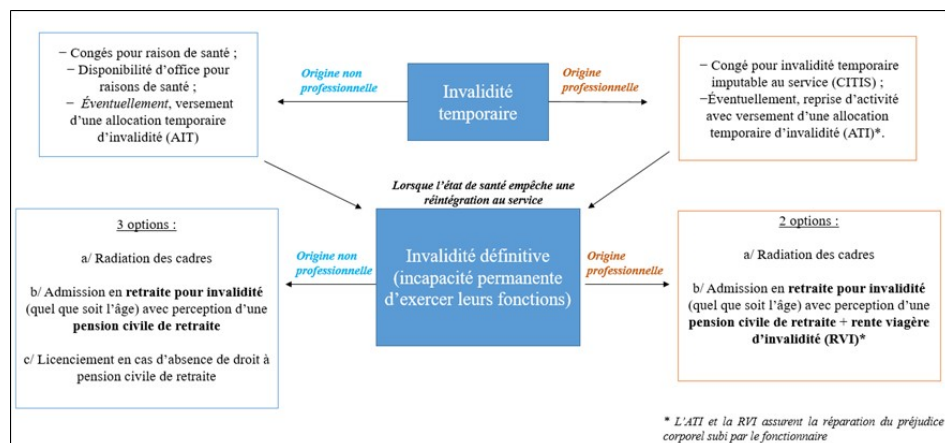 − Congés pour raison de santé ;
− Disponibilité d’office pour
raisons de santé ;
− Éventuellement, versement
d’une allocation temporaire
d’invalidité (AIT)
Origine non
professionnelle
Invalidité
temporaire
Origine
Professionnelle
− Congé pour invalidité temporaire
imputable au service (CITIS) ;
−Éventuellement, reprise d’activité
avec versement d’une allocation
temporaire d’invalidité (ATI)*.
Lorsque l’état de santé empêche une
réintégration au service
3 options :
a/ Radiation des cadres
b/ Admission en retraite pour invalidité
(quel que soit l’âge) avec perception d’une
pension civile de retraite
c/ Licenciement en cas d’absence de droit à
pension civile de retraite
Origine non
professionnelle
Invalidité définitive
(incapacité permanente
d’exercer leurs fonctions)
Origine
professionnelle
2 options :
a/ Radiation des cadres
b/ Admission en retraite pour invalidité
(quel que soit l’âge) avec perception d’une
pension civile de retraite + rente viagère
d’invalidité (RVI)*
* L’ATI et la RVI assurent la réparation du préjudice
corporel subi par le fonctionnaire